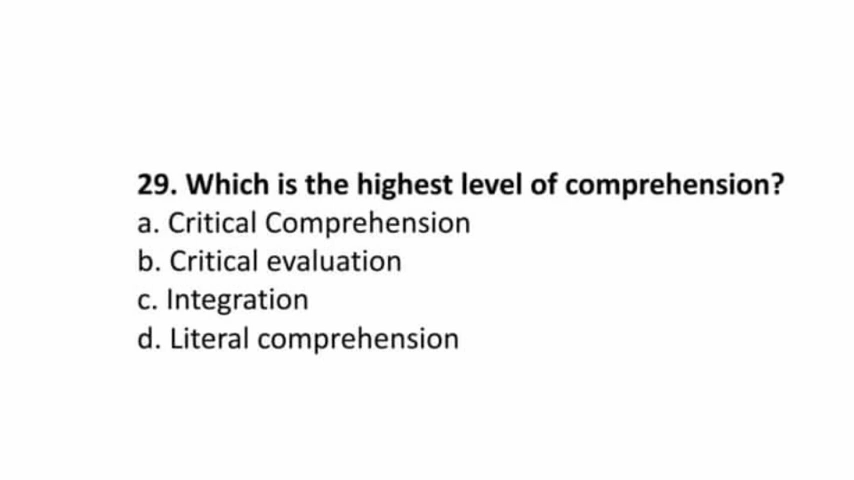 29. Which is the highest level of comprehension?
a. Critical Comprehension
b. Critical evaluation
c. Integration
d. Literal comprehension